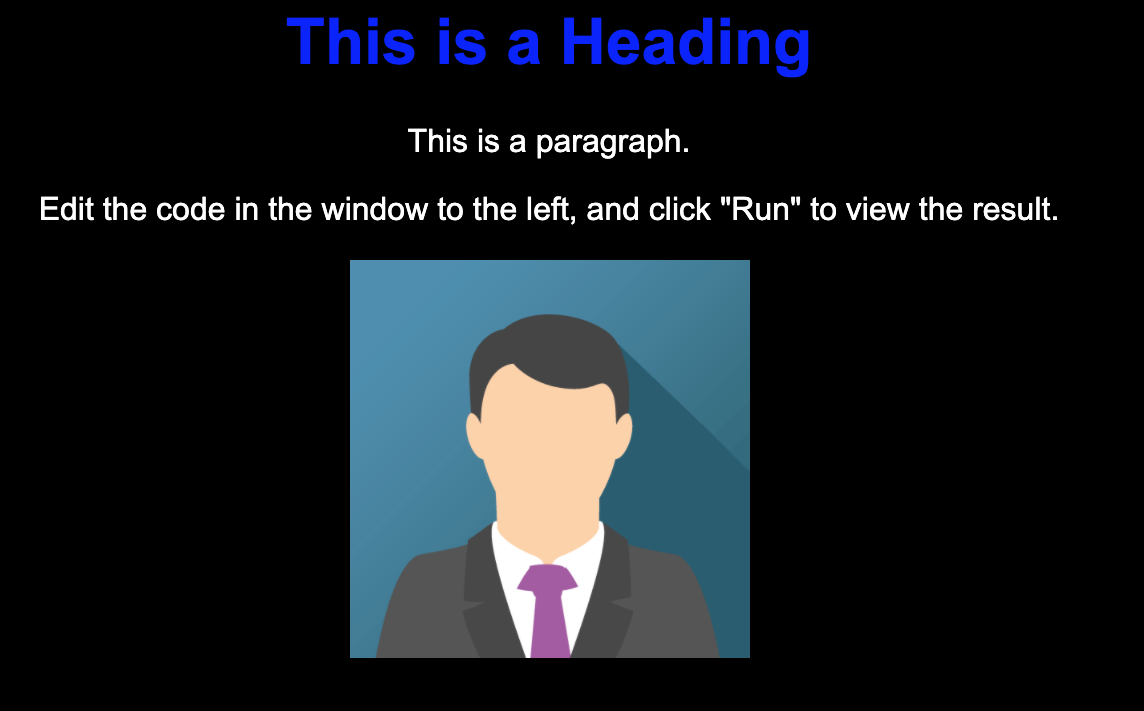 This is a Heading
This is a paragraph.
Edit the code in the window to the left, and click "Run" to view the result.